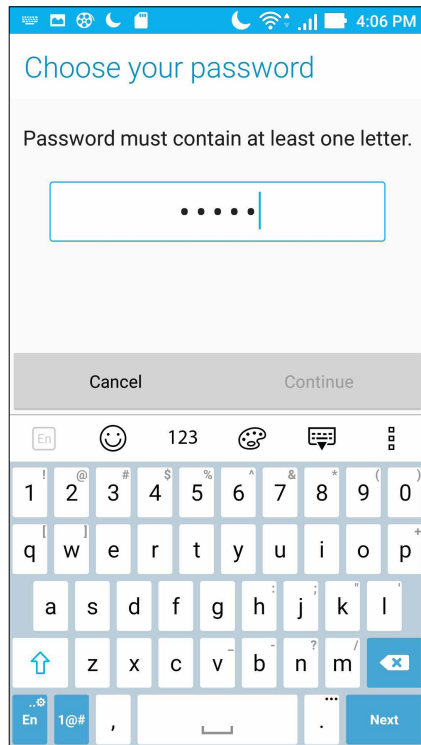 4:06 PM
Choose your password
Password must contain at least one letter.
•••••
Cancel Continue
En 123
! @ # $ % ^ & * ( )
1 2 3 4 5 6 7 8 9 0
[ ] +
q w e r t y u i o p
: ; " '
a s d f g h j k l
_ - ? /
z x c v b n m
En 1@# , . Next